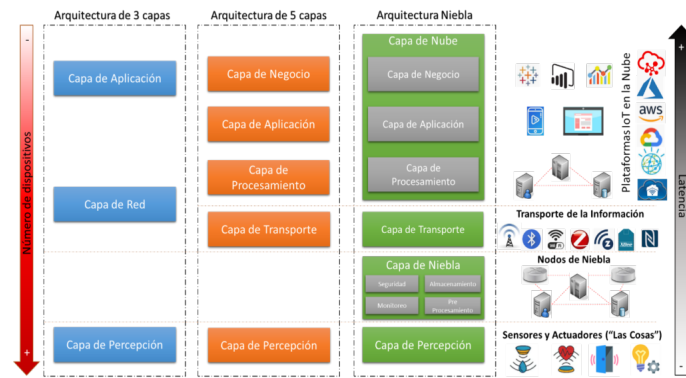 Arquitectura de 3 capas
Arquitectura de 5 capas
Arquitectura Niebla
-
Número de dispositivos
+
Capa de Aplicación
Capa de Red
Capa de Percepción
Capa de Negocio
Capa de Aplicación
Capa de
Procesamiento
Capa de Transporte
Capa de Percepción
Capa de Nube
Capa de Negocio
Capa de Aplicación
Capa de
Procesamiento
Capa de Transporte
Capa de Niebla
Seguridad
Almacenamiento
Monitoreo
Pre
Procesamiento
Capa de Percepción
Plataformas IoT en la Nube
aws
Transporte de la Información
Nodos de Niebla
Sensores y Actuadores ("Las Cosas")
+
Latencia
-